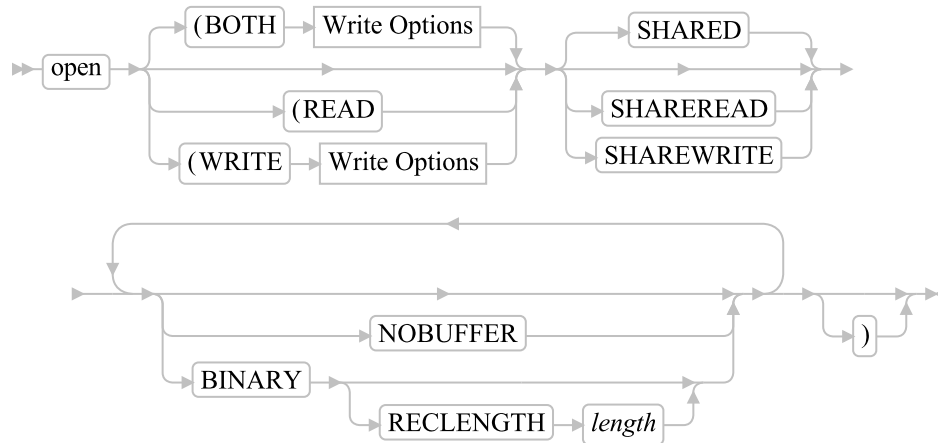 (BOTH Write Options SHARED
open
(READ SHAREREAD
(WRITE Write Options SHAREWRITE
NOBUFFER )
BINARY
RECLENGTH length